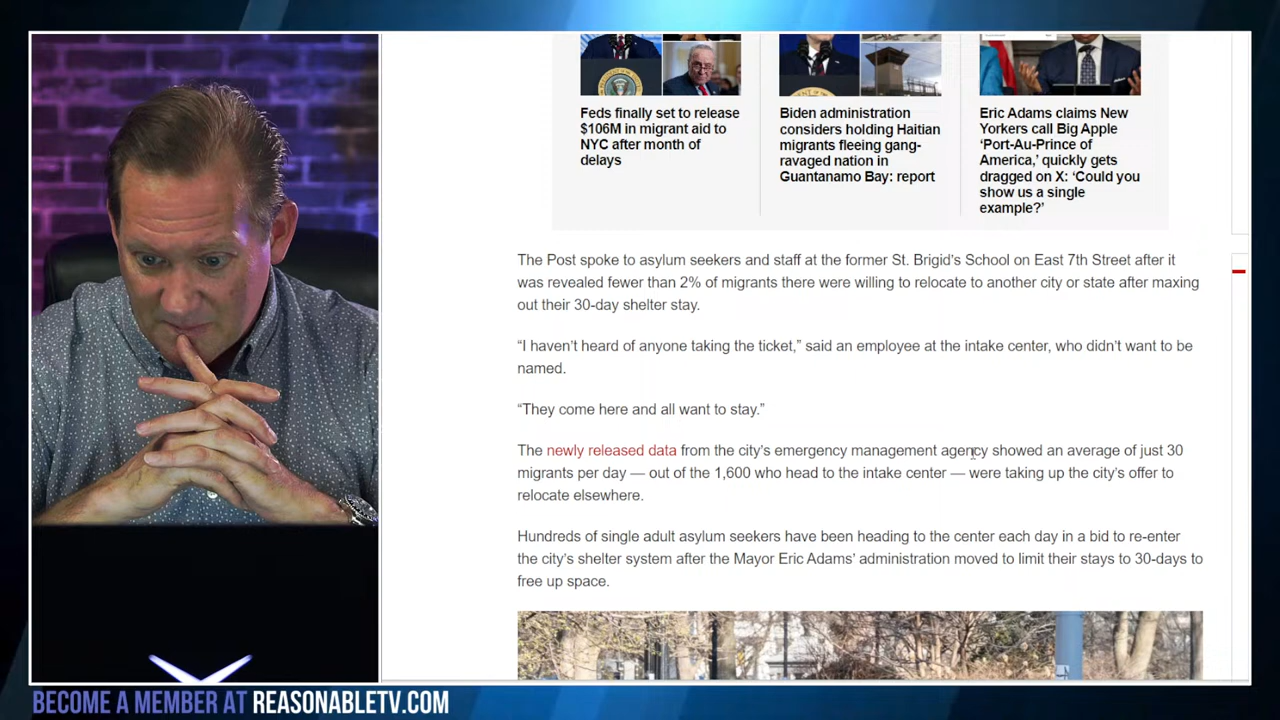 Feds finally set to release
$106M in migrant aid to
NYC after month of
delays
Biden administration
considers holding Haitian
migrants fleeing gang-
ravaged nation in
Guantanamo Bay: report
Eric Adams claims New
Yorkers call Big Apple
‘Port-Au-Prince of
America,’ quickly gets
dragged on X: ‘Could you
show us a single
example?’
The Post spoke to asylum seekers and staff at the former St. Brigid’s School on East 7th Street after it
was revealed fewer than 2% of migrants there were willing to relocate to another city or state after maxing
out their 30-day shelter stay.
“I haven’t heard of anyone taking the ticket,” said an employee at the intake center, who didn’t want to be
named.
“They come here and all want to stay.”
The newly released data from the city’s emergency management agency showed an average of just 30
migrants per day — out of the 1,600 who head to the intake center — were taking up the city’s offer to
relocate elsewhere.
Hundreds of single adult asylum seekers have been heading to the center each day in a bid to re-enter
the city’s shelter system after the Mayor Eric Adams’ administration moved to limit their stays to 30-days to
free up space.
BECOME A MEMBER AT REASONABLETV.COM